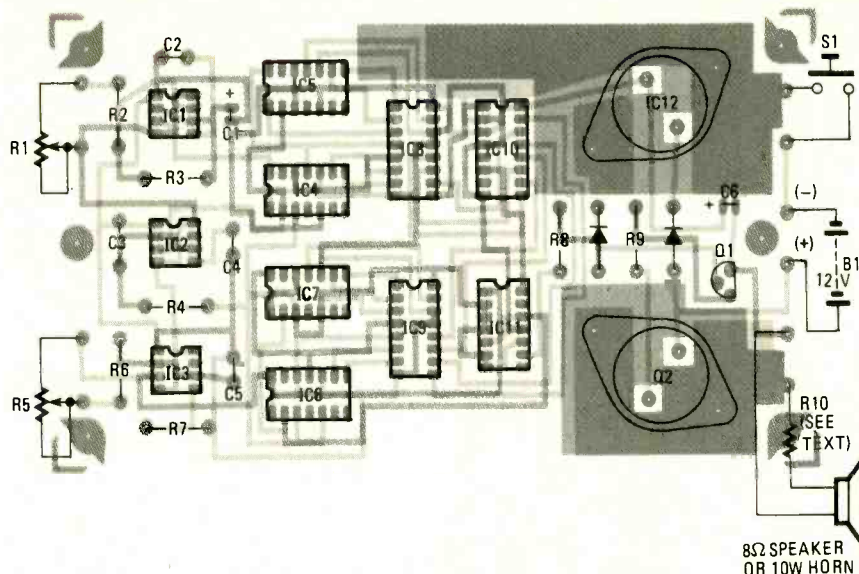 C2
S1
IC5
IC12
IC1
+
C1
R2
IC8
IC10
R1
R3
IC4
(-)
+ C6
IC2
C3
C4
R8
R9
Q1
(+)
B1
12 V
IC7
R4
IC9
IC11
R6
IC3
C5
Q2
R5
IC6
R7
R10
(SEE
TEXT)
8Ω SPEAKER
OR 10W HORN